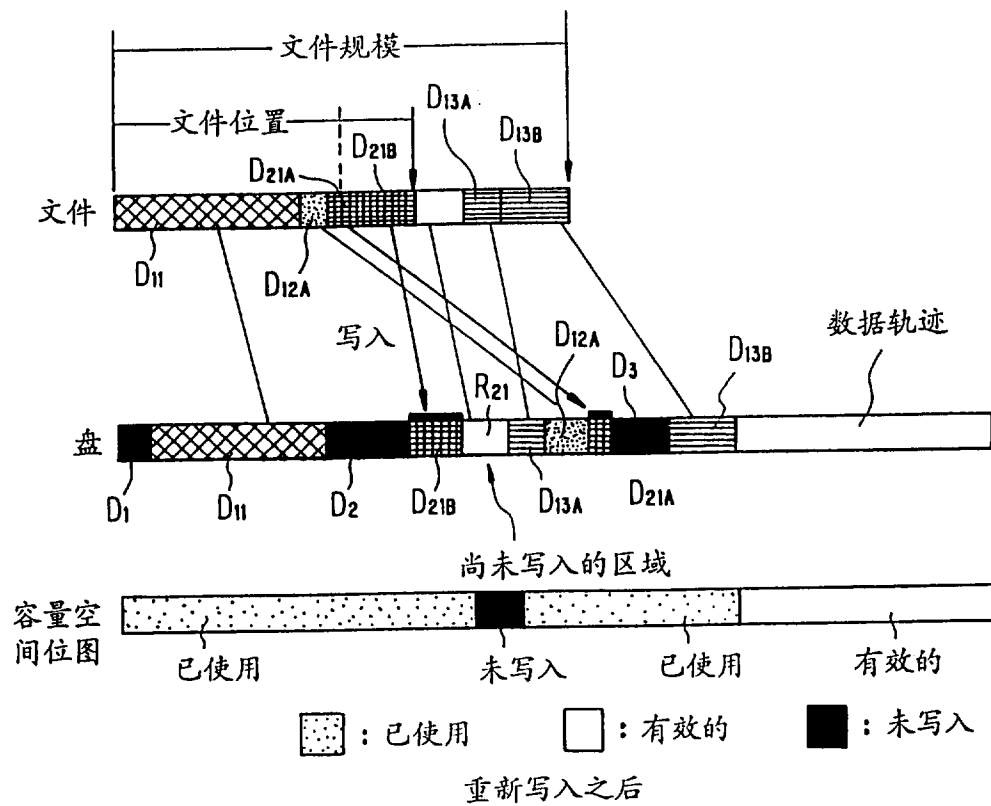 文件规模
文件位置
D13A
D21B
D13B
D21A
文件
D11
D12A
写入
数据轨迹
D12A
D3
D13B
R21
盘
D1
D11
D2
D21B
D13A
D21A
尚未写入的区域
容量空
间位图
已使用
未写入
已使用
有效的
：已使用
：有效的
：未写入
重新写入之后